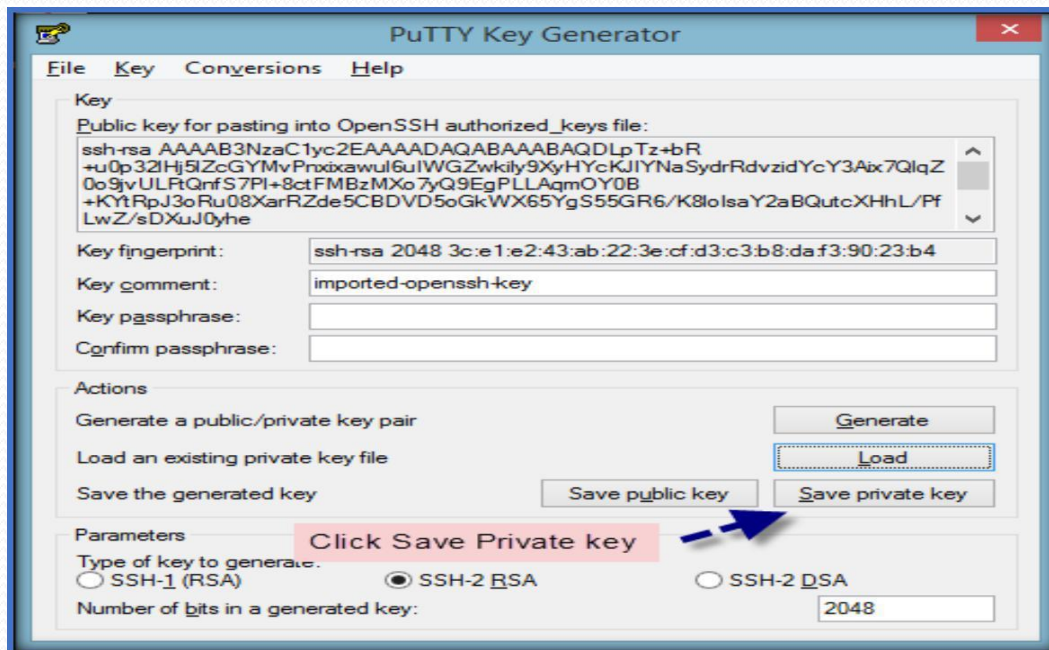 PuTTY Key Generator
File Key Conversions Help
Key
Public key for pasting into OpenSSH authorized_keys file:
ssh-rsa AAAAB3NzaC1yc2EAAAADAQABAAABAQDLpTz+bR
+u0p32IHj5IZcGYMvPnxixawul6uIWGZwkily9XyHYcKJIYNaSydrRdvzidYcY3Aix7QlqZ
0o9jvULFtQnfS7PI+8ctFMBzMXo7yQ9EgPLLAqmOY0B
+KYtRpJ3oRu08XarRZde5CBDVD5oGkWX65YgS55GR6/K8IolsaY2aBQutcXHhL/Pf
LwZ/sDXuJ0yhe
Key fingerprint: ssh-rsa 2048 3c:e1:e2:43:ab:22:3e:cf:d3:c3:b8:da:f3:90:23:b4
Key comment: imported-openssh-key
Key passphrase:
Confirm passphrase:
Actions
Generate a public/private key pair Generate
Load an existing private key file Load
Save the generated key Save public key Save private key
Parameters
Click Save Private key
Type of key to generate:
SSH-1 (RSA) SSH-2 RSA SSH-2 DSA
Number of bits in a generated key: 2048